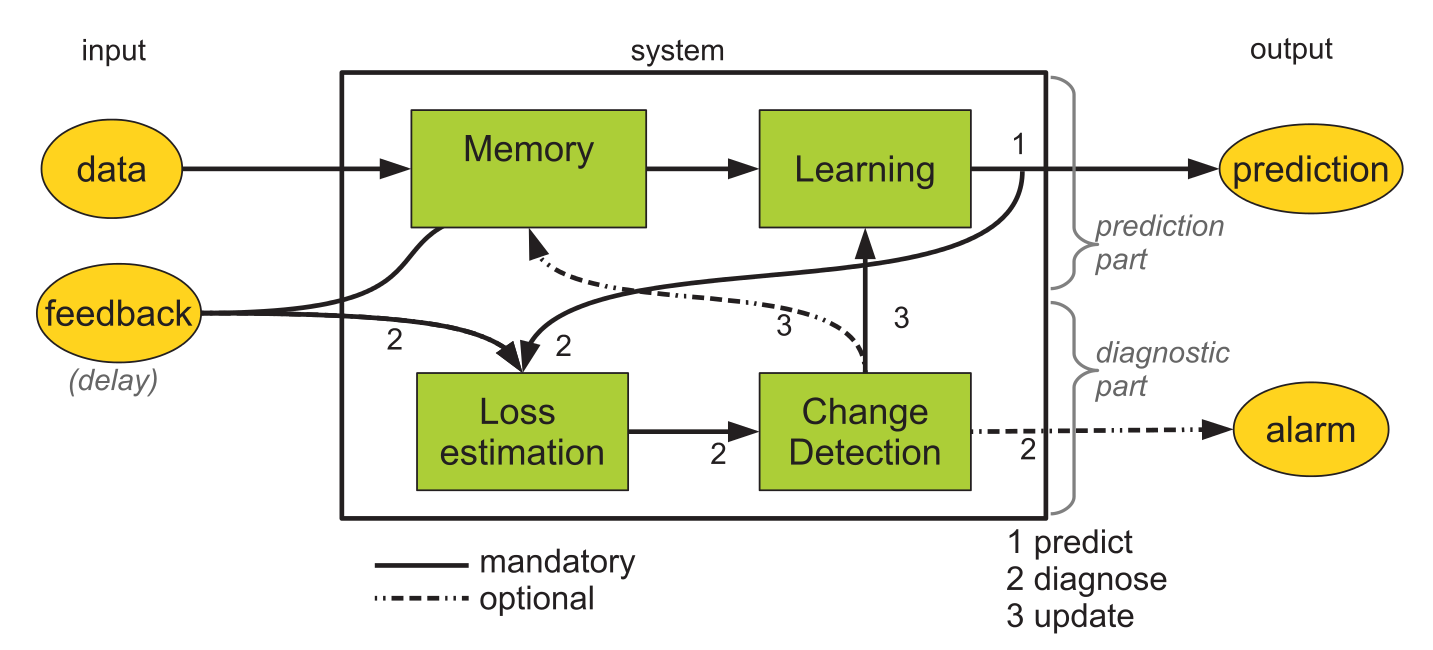 input
system
output
data
Memory
Learning
1
prediction
prediction
part
feedback
(delay)
2
2
3
3
diagnostic
part
Loss
estimation
2
Change
Detection
2
alarm
mandatory
optional
1 predict
2 diagnose
3 update